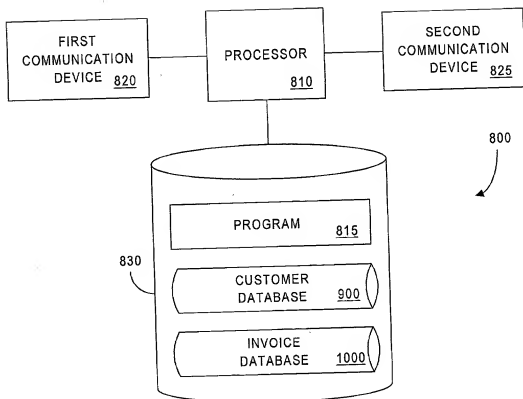 FIRST
COMMUNICATION
DEVICE 820
PROCESSOR
810
SECOND
COMMUNICATION
DEVICE 825
800
PROGRAM 815
830
CUSTOMER
DATABASE 900
INVOICE
DATABASE 1000